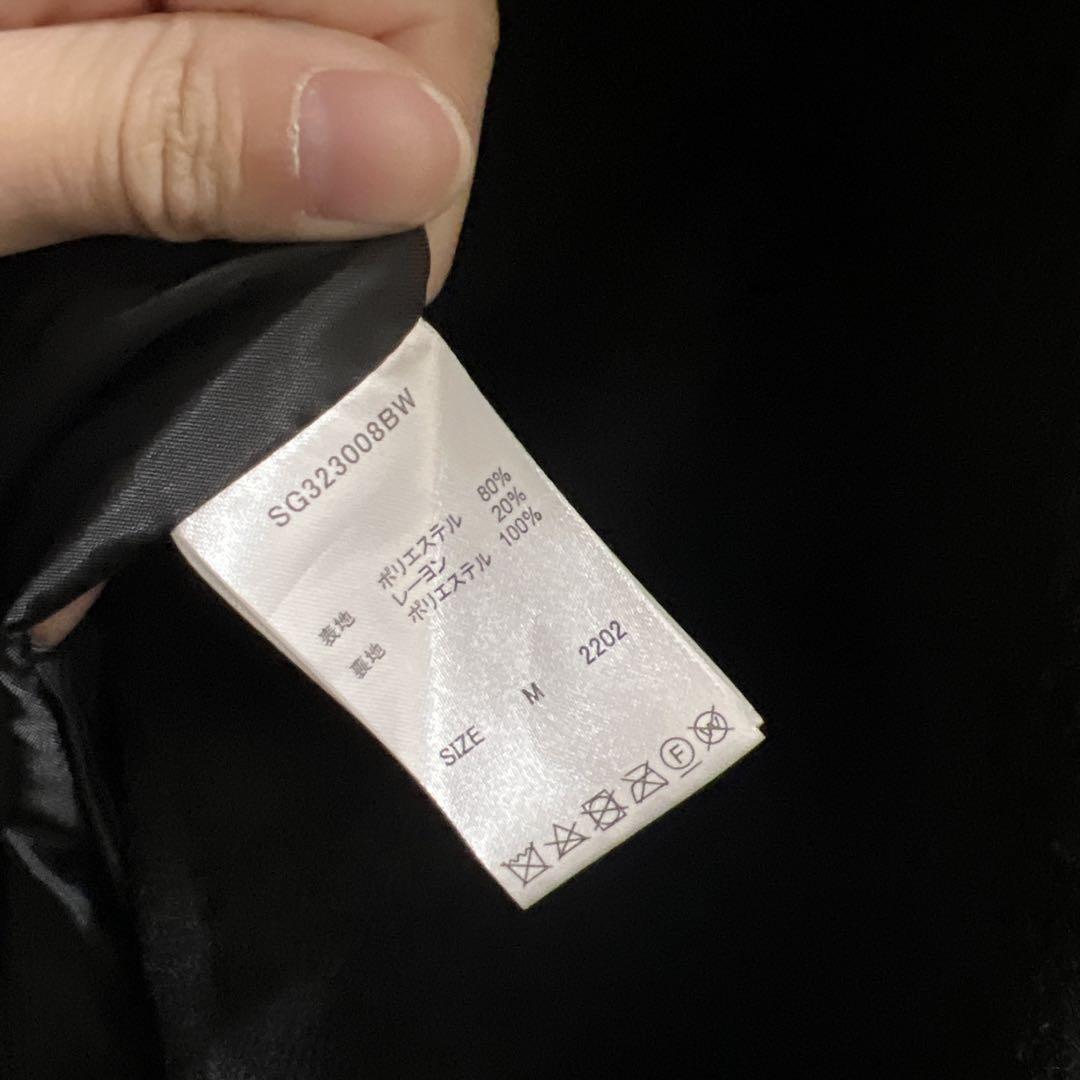 SG323008BW
表地 ポリエステル 80%
レーヨン 20%
裏地 ポリエステル 100%
SIZE M 2202
F W